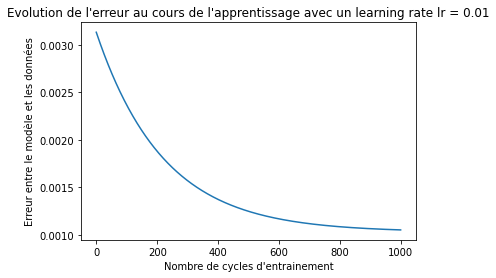 Evolution de l'erreur au cours de l'apprentissage avec un learning rate lr = 0.01
Erreur entre le modèle et les données
0.0030
0.0025
0.0020
0.0015
0.0010
0 200 400 600 800 1000
Nombre de cycles d'entrainement